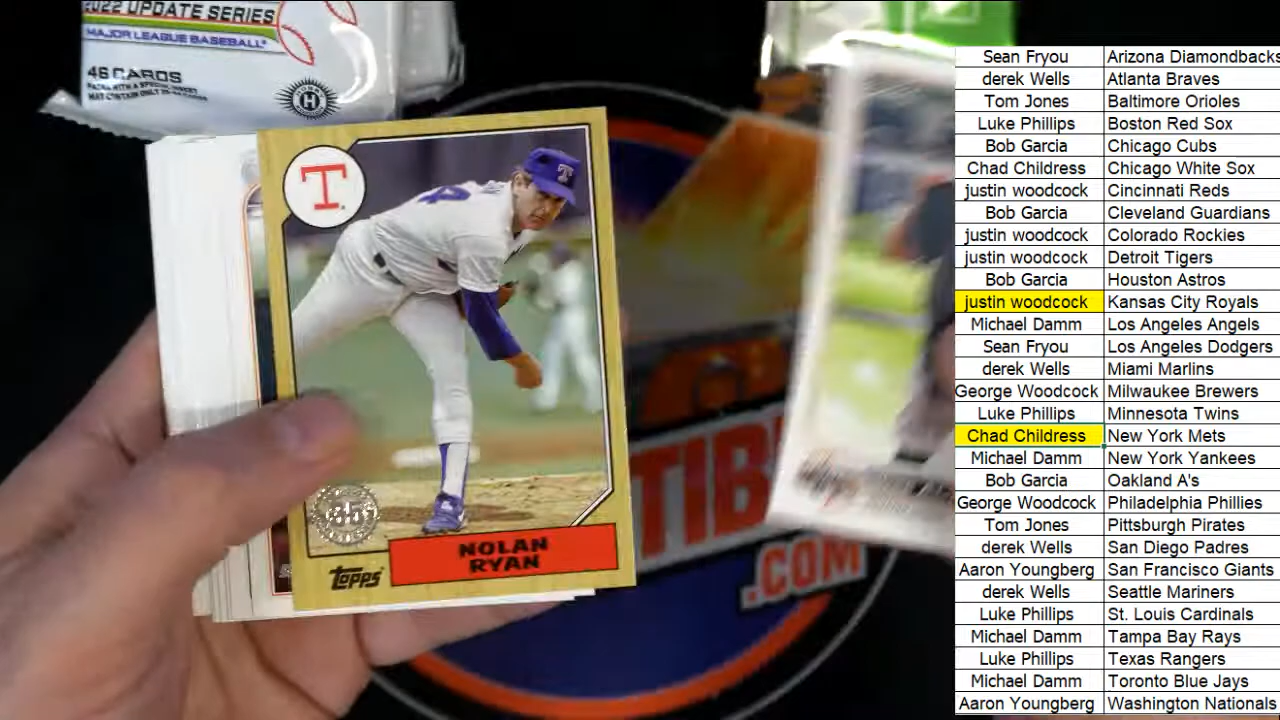 2022 UPDATE SERIES
MAJOR LEAGUE BASEBALL
46 CARDS
H
T
T
NOLAN
RYAN
TOPPS
TIB
.COM
Sean Fryou Arizona Diamondbacks
derek Wells Atlanta Braves
Tom Jones Baltimore Orioles
Luke Phillips Boston Red Sox
Bob Garcia Chicago Cubs
Chad Childress Chicago White Sox
justin woodcock Cincinnati Reds
Bob Garcia Cleveland Guardians
justin woodcock Colorado Rockies
justin woodcock Detroit Tigers
Bob Garcia Houston Astros
justin woodcock Kansas City Royals
Michael Damm Los Angeles Angels
Sean Fryou Los Angeles Dodgers
derek Wells Miami Marlins
George Woodcock Milwaukee Brewers
Luke Phillips Minnesota Twins
Chad Childress New York Mets
Michael Damm New York Yankees
Bob Garcia Oakland A's
George Woodcock Philadelphia Phillies
Tom Jones Pittsburgh Pirates
derek Wells San Diego Padres
Aaron Youngberg San Francisco Giants
derek Wells Seattle Mariners
Luke Phillips St. Louis Cardinals
Michael Damm Tampa Bay Rays
Luke Phillips Texas Rangers
Michael Damm Toronto Blue Jays
Aaron Youngberg Washington Nationals